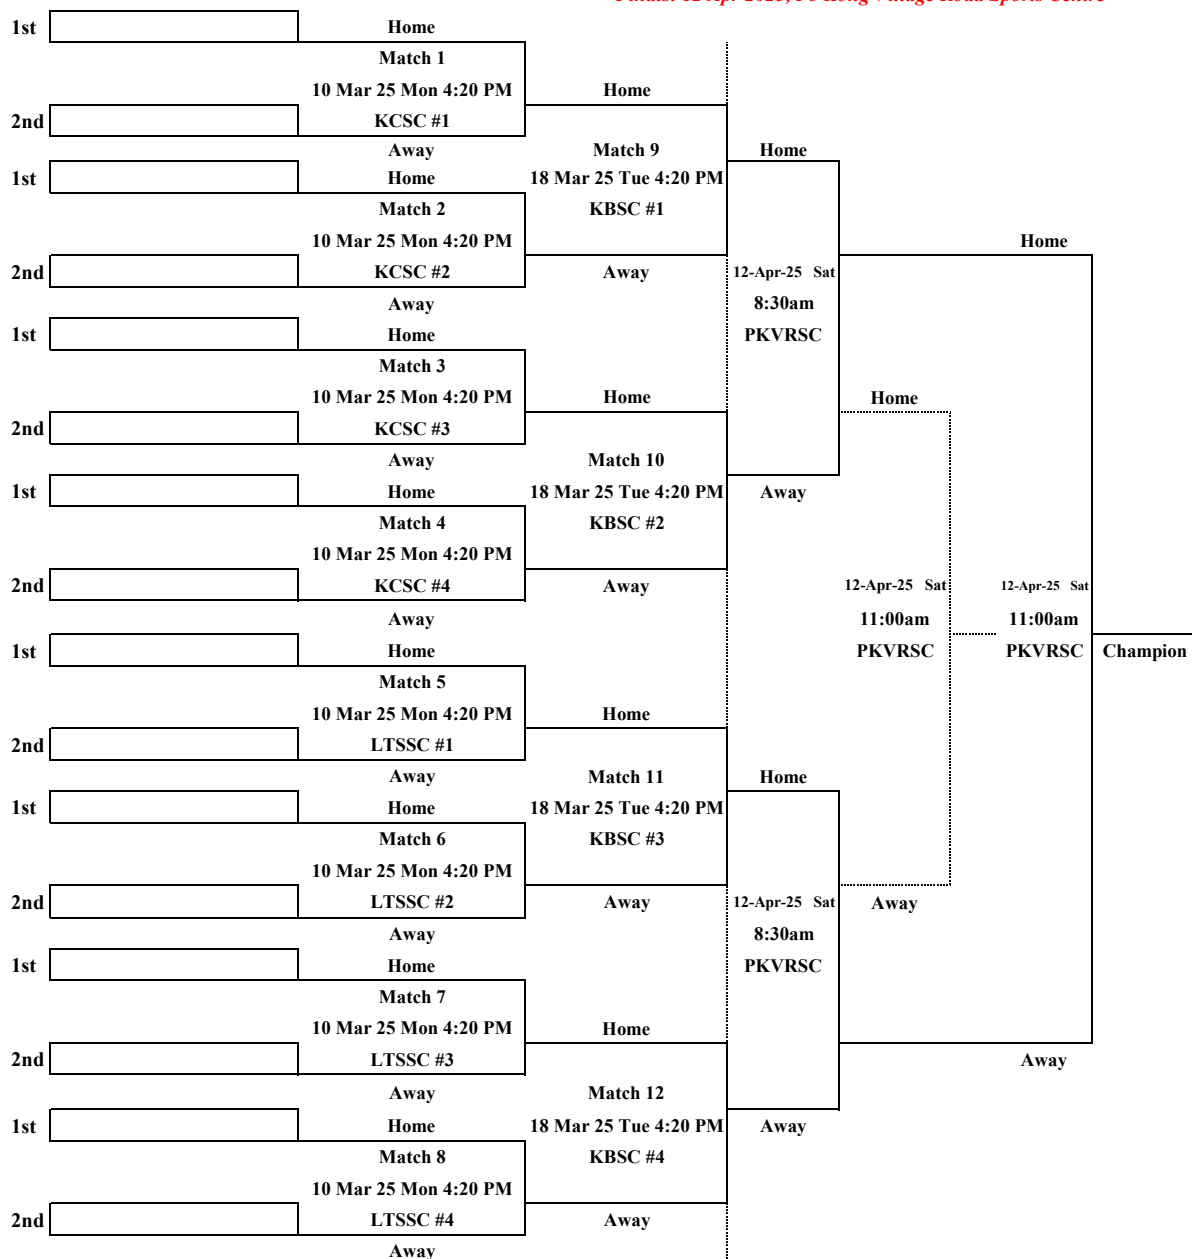 1st
Home
Match 1
10 Mar 25 Mon 4:20 PM
Home
2nd
KCSC #1
Away
Match 9
Home
1st
Home
18 Mar 25 Tue 4:20 PM
Match 2
KBSC #1
10 Mar 25 Mon 4:20 PM
Home
2nd
KCSC #2
Away
12-Apr-25 Sat
Away
8:30am
1st
Home
PKVRSC
Match 3
10 Mar 25 Mon 4:20 PM
Home
Home
2nd
KCSC #3
Away
Match 10
1st
Home
18 Mar 25 Tue 4:20 PM
Away
Match 4
KBSC #2
10 Mar 25 Mon 4:20 PM
2nd
KCSC #4
Away
12-Apr-25 Sat
12-Apr-25 Sat
Away
11:00am
11:00am
1st
Home
PKVRSC
PKVRSC
Champion
Match 5
10 Mar 25 Mon 4:20 PM
Home
2nd
LTSSC #1
Away
Match 11
Home
1st
Home
18 Mar 25 Tue 4:20 PM
Match 6
KBSC #3
10 Mar 25 Mon 4:20 PM
2nd
LTSSC #2
Away
12-Apr-25 Sat
Away
Away
8:30am
1st
Home
PKVRSC
Match 7
10 Mar 25 Mon 4:20 PM
Home
2nd
LTSSC #3
Away
Away
Match 12
1st
Home
18 Mar 25 Tue 4:20 PM
Away
Match 8
KBSC #4
10 Mar 25 Mon 4:20 PM
2nd
LTSSC #4
Away
Away